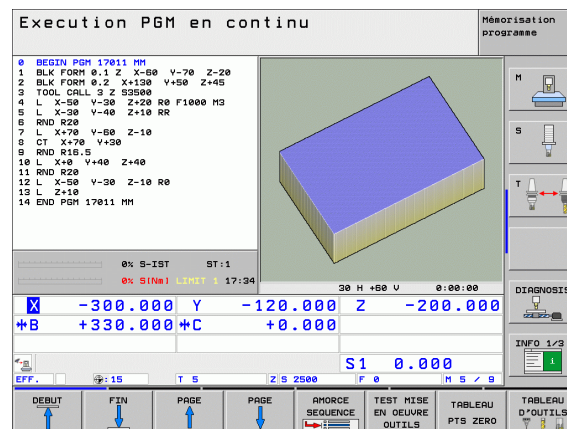 Execution PGM en continu
Mémorisation
programme
0 BEGIN PGM 17011 MM
1 BLK FORM 0.1 Z X-60 Y-70 Z-20
2 BLK FORM 0.2 X+130 Y+50 Z+45
3 TOOL CALL 3 Z S3500
4 L X-50 Y-30 Z+20 R0 F1000 M3
5 L X-30 Y-40 Z+10 RR
6 RND R20
7 L X+70 Y-60 Z-10
8 CT X+70 Y+30
9 RND R16.5
10 L X+0 Y+40 Z+40
11 RND R20
12 L X-50 Y-30 Z-10 R0
13 L Z+10
14 END PGM 17011 MM
M
S
T
0% S-IST ST:1
0% S[Nm] LIMIT 1 17:34
30 H +60 V 0:00:00
DIAGNOSIS
X -300.000 Y -120.000 Z -200.000
B +330.000 C +0.000
INFO 1/3
S1 0.000
EFF. :15 T 5 Z S 2500 F 0 M 5 / 9
DEBUT
FIN
PAGE
PAGE
AMORCE
SEQUENCE
TEST MISE
EN OEUVRE
OUTILS
TABLEAU
PTS ZERO
TABLEAU
D'OUTILS